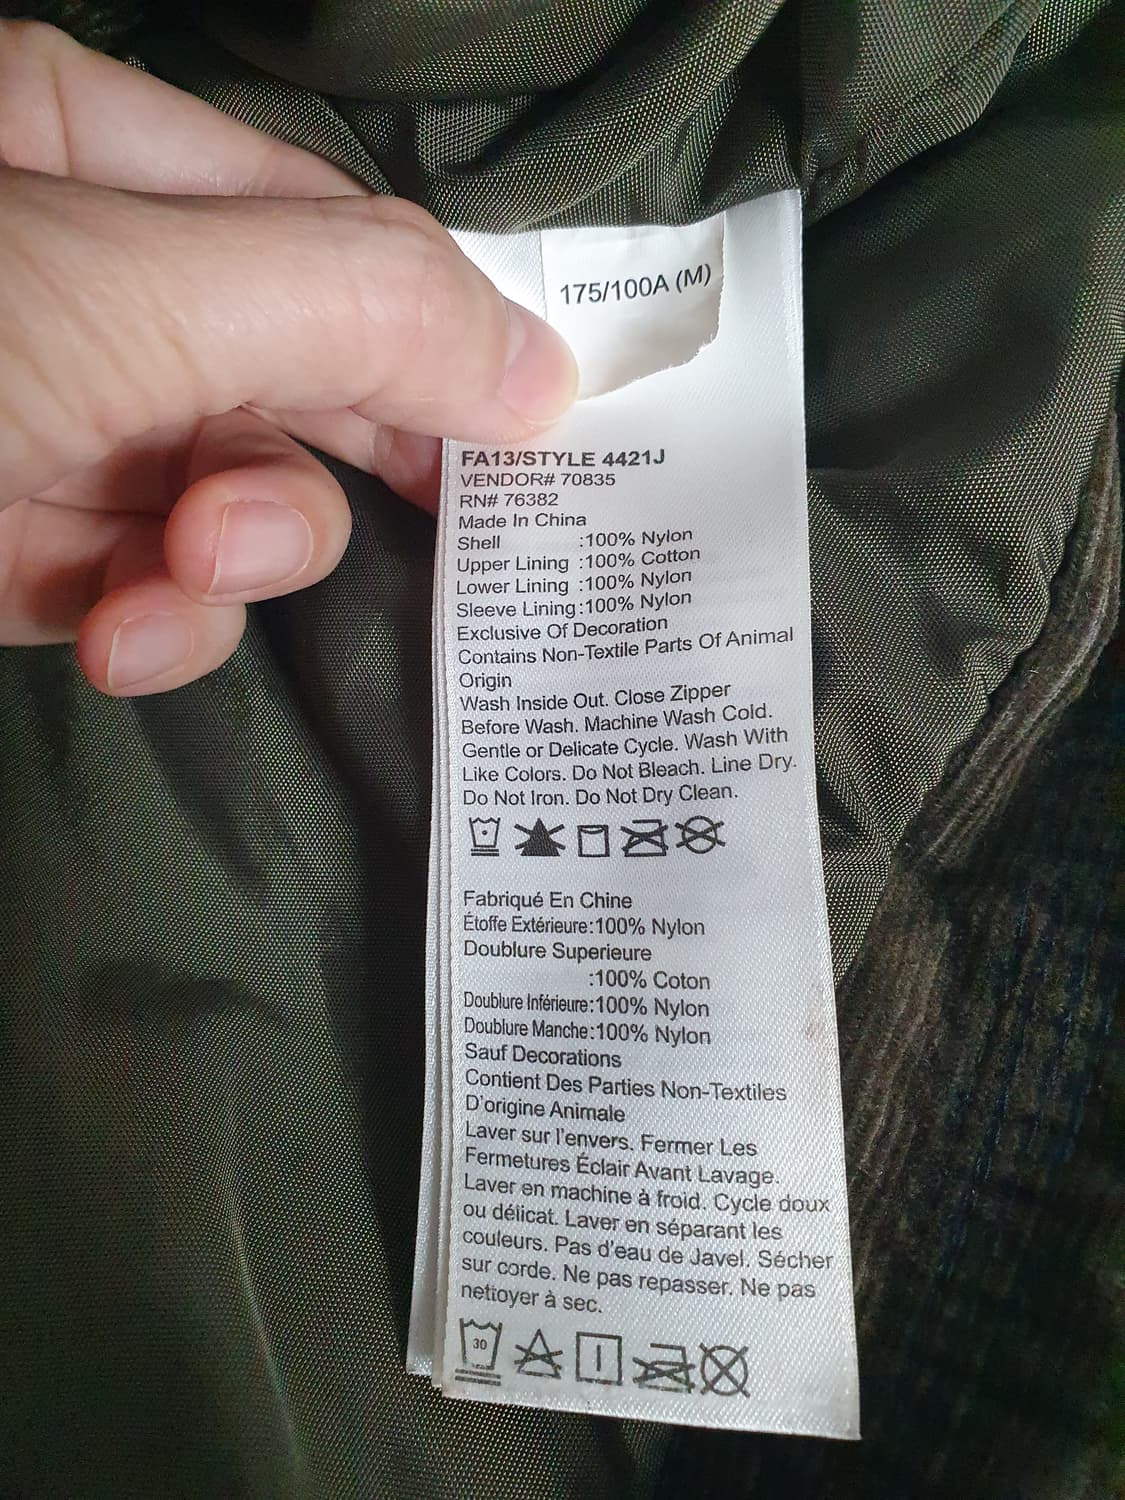 175/100A (M)
FA13/STYLE 4421J
VENDOR# 70835
RN# 76382
Made In China
Shell :100% Nylon
Upper Lining :100% Cotton
Lower Lining :100% Nylon
Sleeve Lining:100% Nylon
Exclusive Of Decoration
Contains Non-Textile Parts Of Animal
Origin
Wash Inside Out. Close Zipper
Before Wash. Machine Wash Cold.
Gentle or Delicate Cycle. Wash With
Like Colors. Do Not Bleach. Line Dry.
Do Not Iron. Do Not Dry Clean.
Fabriqué En Chine
Étoffe Extérieure:100% Nylon
Doublure Superieure
:100% Coton
Doublure Inférieure:100% Nylon
Doublure Manche:100% Nylon
Sauf Decorations
Contient Des Parties Non-Textiles
D'origine Animale
Laver sur l'envers. Fermer Les
Fermetures Éclair Avant Lavage.
Laver en machine à froid. Cycle doux
ou délicat. Laver en séparant les
couleurs. Pas d'eau de Javel. Sécher
sur corde. Ne pas repasser. Ne pas
nettoyer à sec.
30